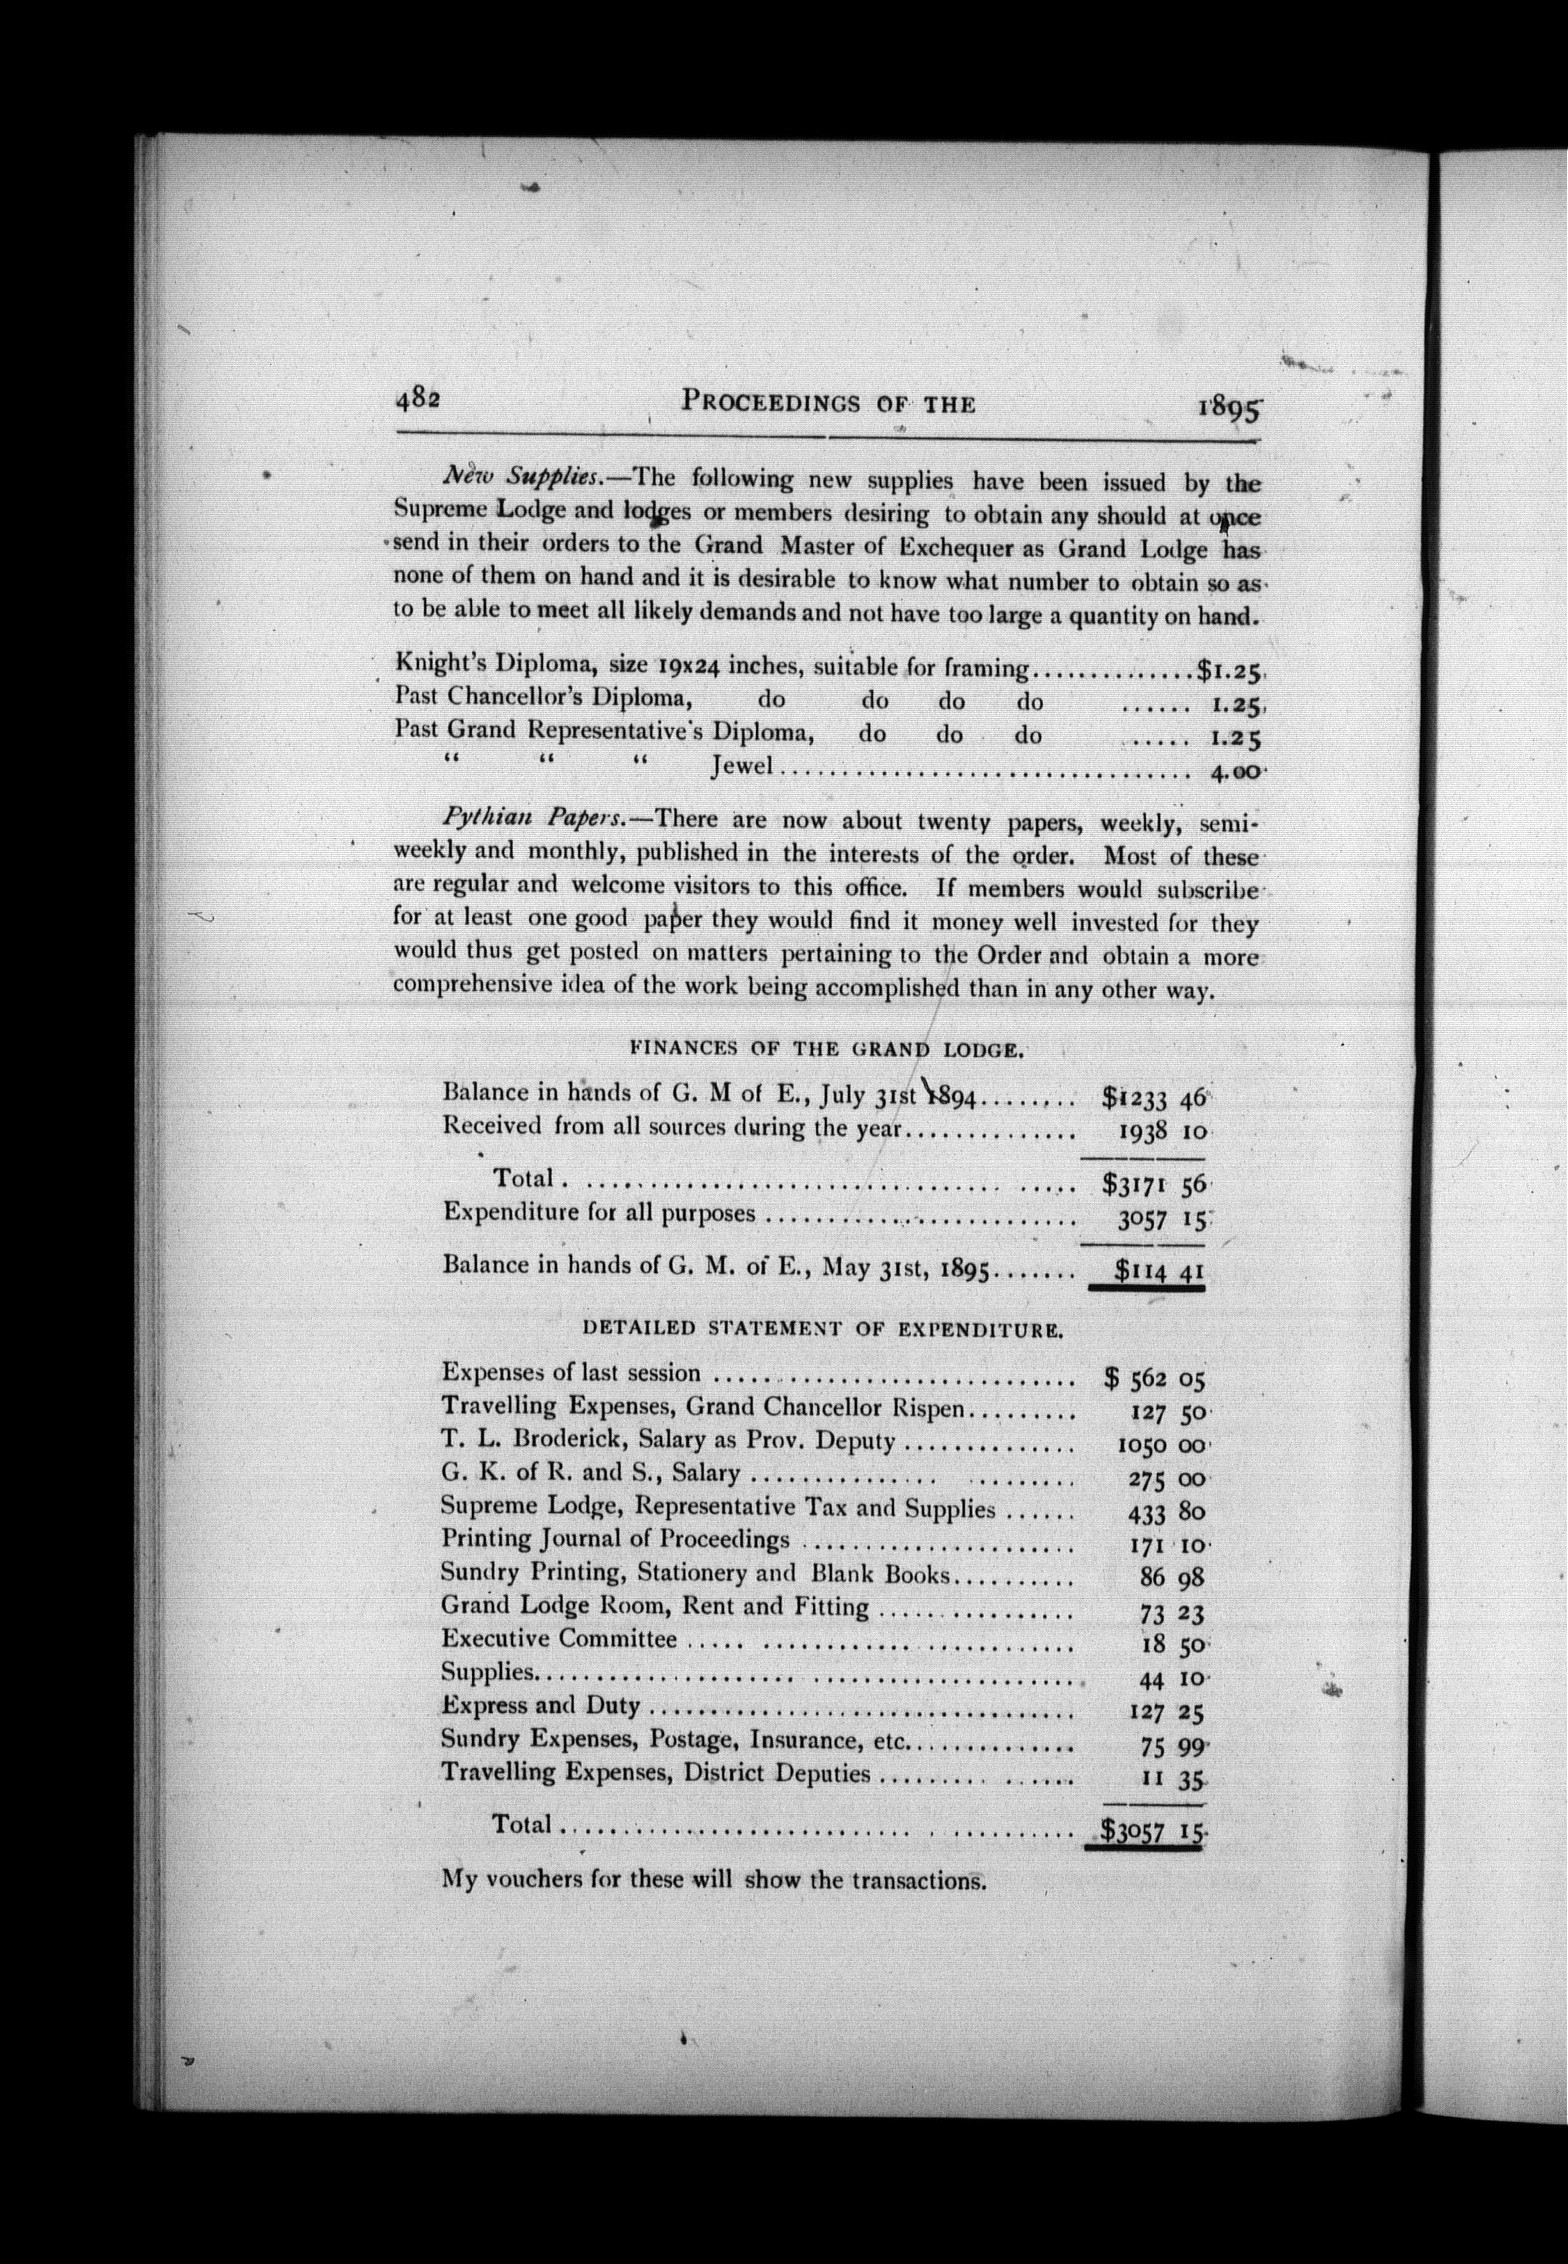 482 PROCEEDINGS OF THE 1895
New Supplies.—The following new supplies have been issued by the
Supreme Lodge and lodges or members desiring to obtain any should at once
send in their orders to the Grand Master of Exchequer as Grand Lodge has
none of them on hand and it is desirable to know what number to obtain so as
to be able to meet all likely demands and not have too large a quantity on hand.
Knight's Diploma, size 19x24 inches, suitable for framing..............$1.25
Past Chancellor's Diploma, do do do do ...... 1.25
Past Grand Representative's Diploma, do do do ..... 1.25
" " " Jewel................................. 4.00
Pythian Papers.—There are now about twenty papers, weekly, semi-
weekly and monthly, published in the interests of the order. Most of these
are regular and welcome visitors to this office. If members would subscribe
for at least one good paper they would find it money well invested for they
would thus get posted on matters pertaining to the Order and obtain a more
comprehensive idea of the work being accomplished than in any other way.
FINANCES OF THE GRAND LODGE.
Balance in hands of G. M of E., July 31st 1894........ $1233 46
Received from all sources during the year.............. 1938 10
Total. ................................. ..... $3171 56
Expenditure for all purposes ......................... 3057 15
Balance in hands of G. M. of E., May 31st, 1895....... $114 41
DETAILED STATEMENT OF EXPENDITURE.
Expenses of last session ............................. $ 562 05
Travelling Expenses, Grand Chancellor Rispen......... 127 50
T. L. Broderick, Salary as Prov. Deputy .............. 1050 00
G. K. of R. and S., Salary ............... ......... 275 00
Supreme Lodge, Representative Tax and Supplies ...... 433 80
Printing Journal of Proceedings ...................... 171 10
Sundry Printing, Stationery and Blank Books.......... 86 98
Grand Lodge Room, Rent and Fitting ................ 73 23
Executive Committee ..... ......................... 18 50
Supplies..................... ...................... 44 10
Express and Duty .................................. 127 25
Sundry Expenses, Postage, Insurance, etc.............. 75 99
Travelling Expenses, District Deputies ......... ...... 11 35
Total............................ . .......... $3057 15
My vouchers for these will show the transactions.